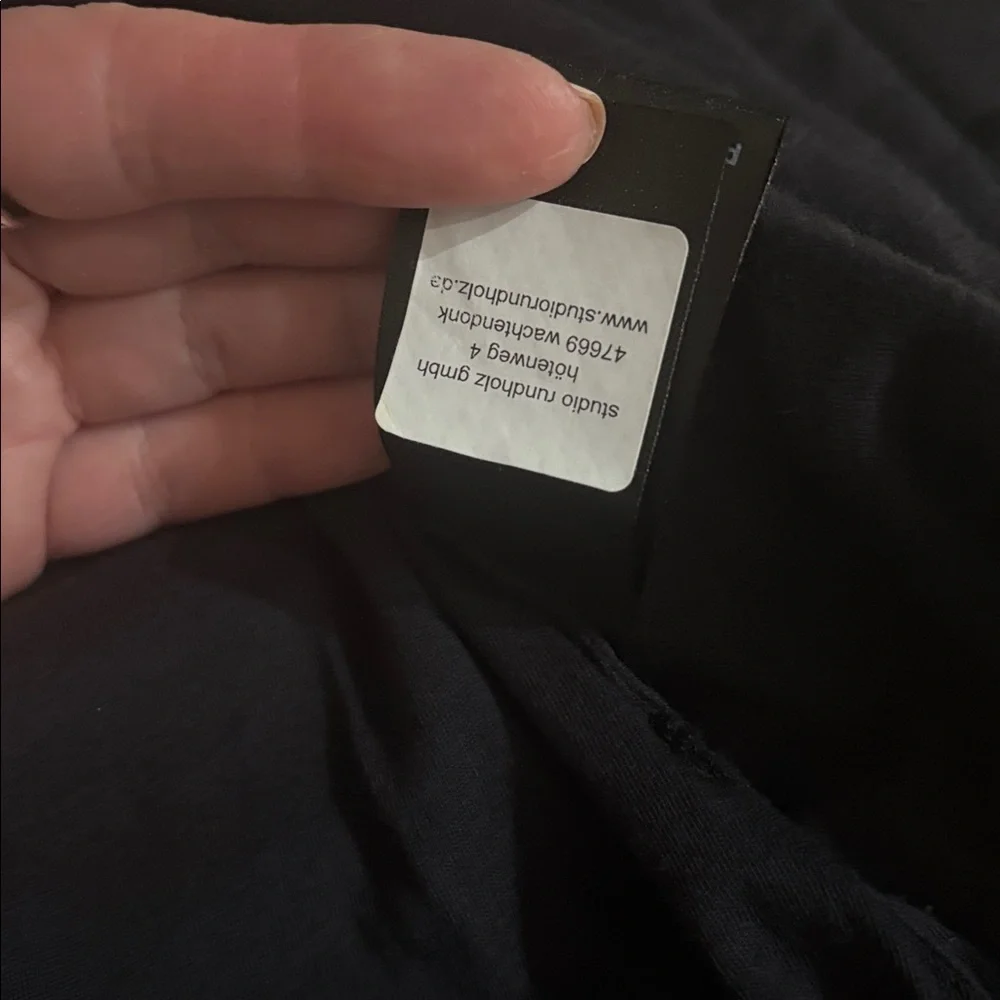 studio rundholz gmbh
hötenweg 4
47669 wachtendonk
www.studiorundholz.de